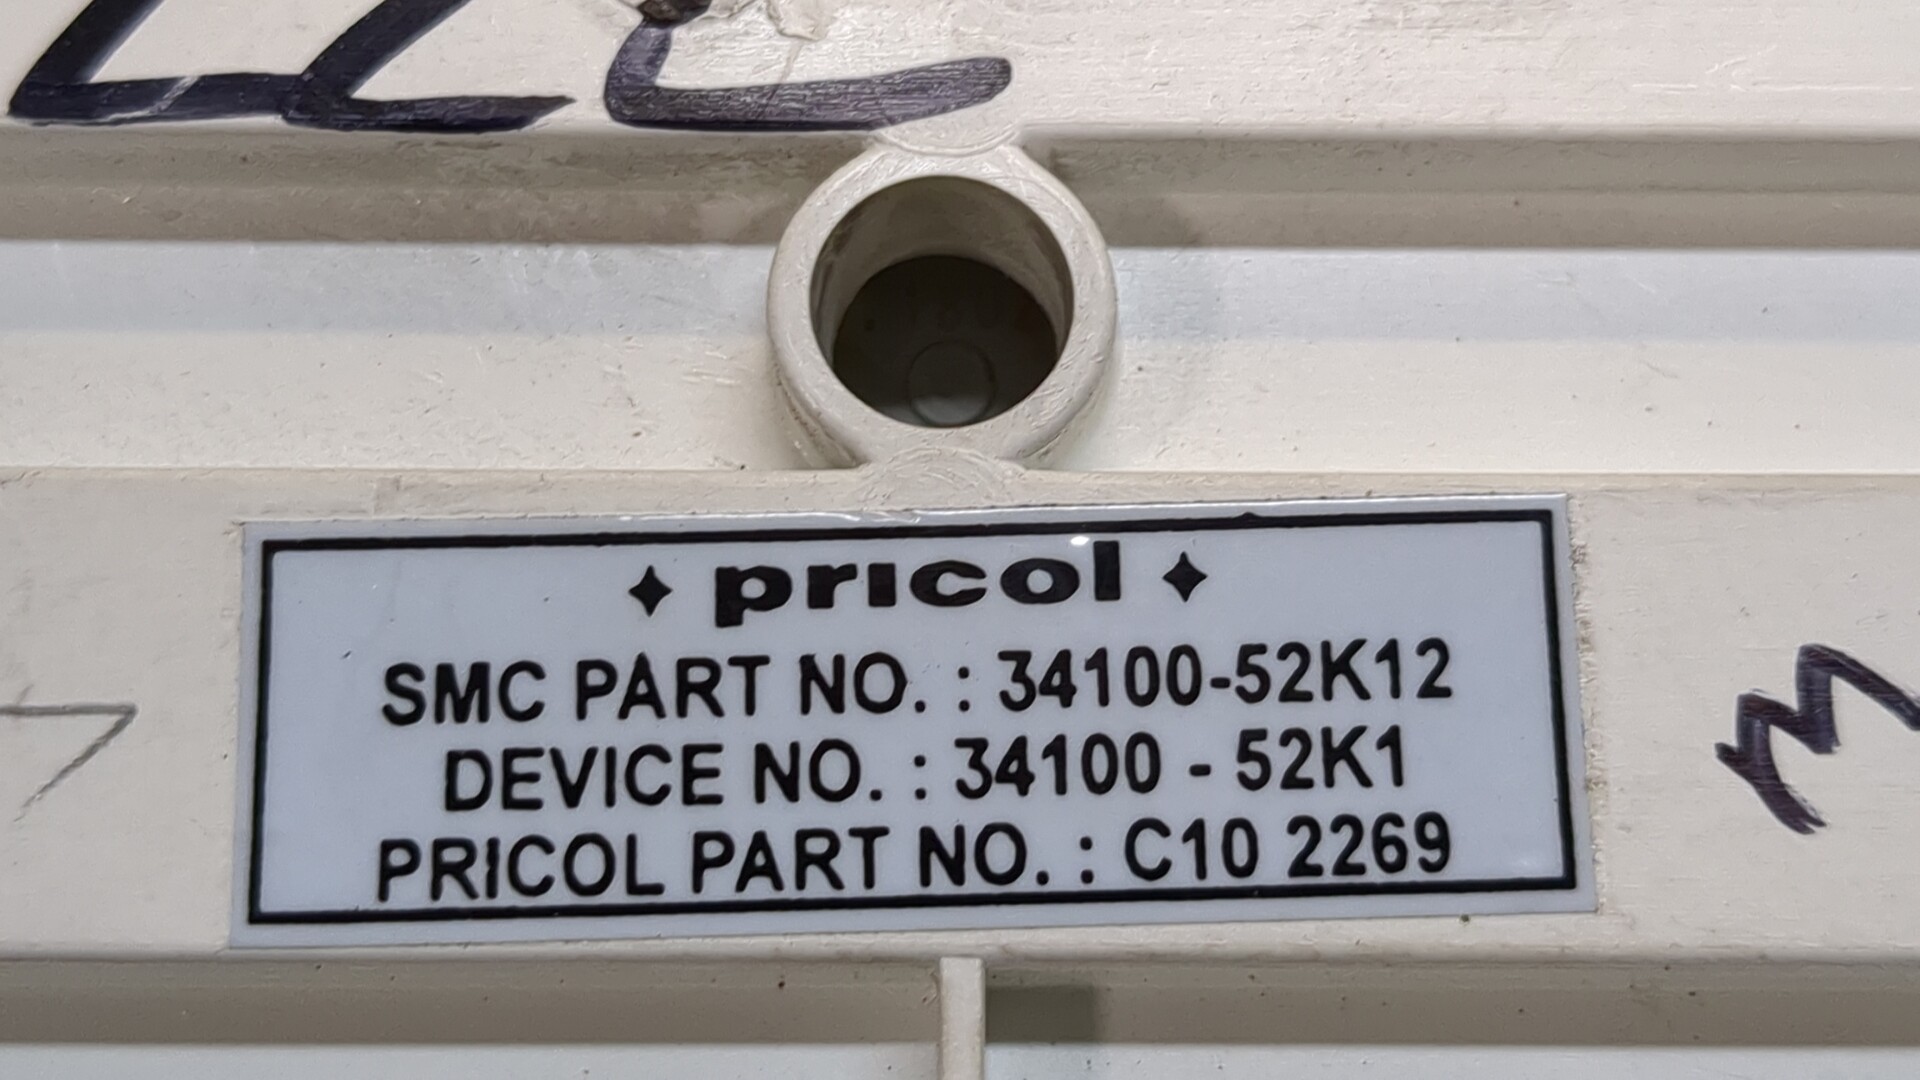 pricol
SMC PART NO. : 34100-52K12
DEVICE NO. : 34100 - 52K1
PRICOL PART NO. : C10 2269